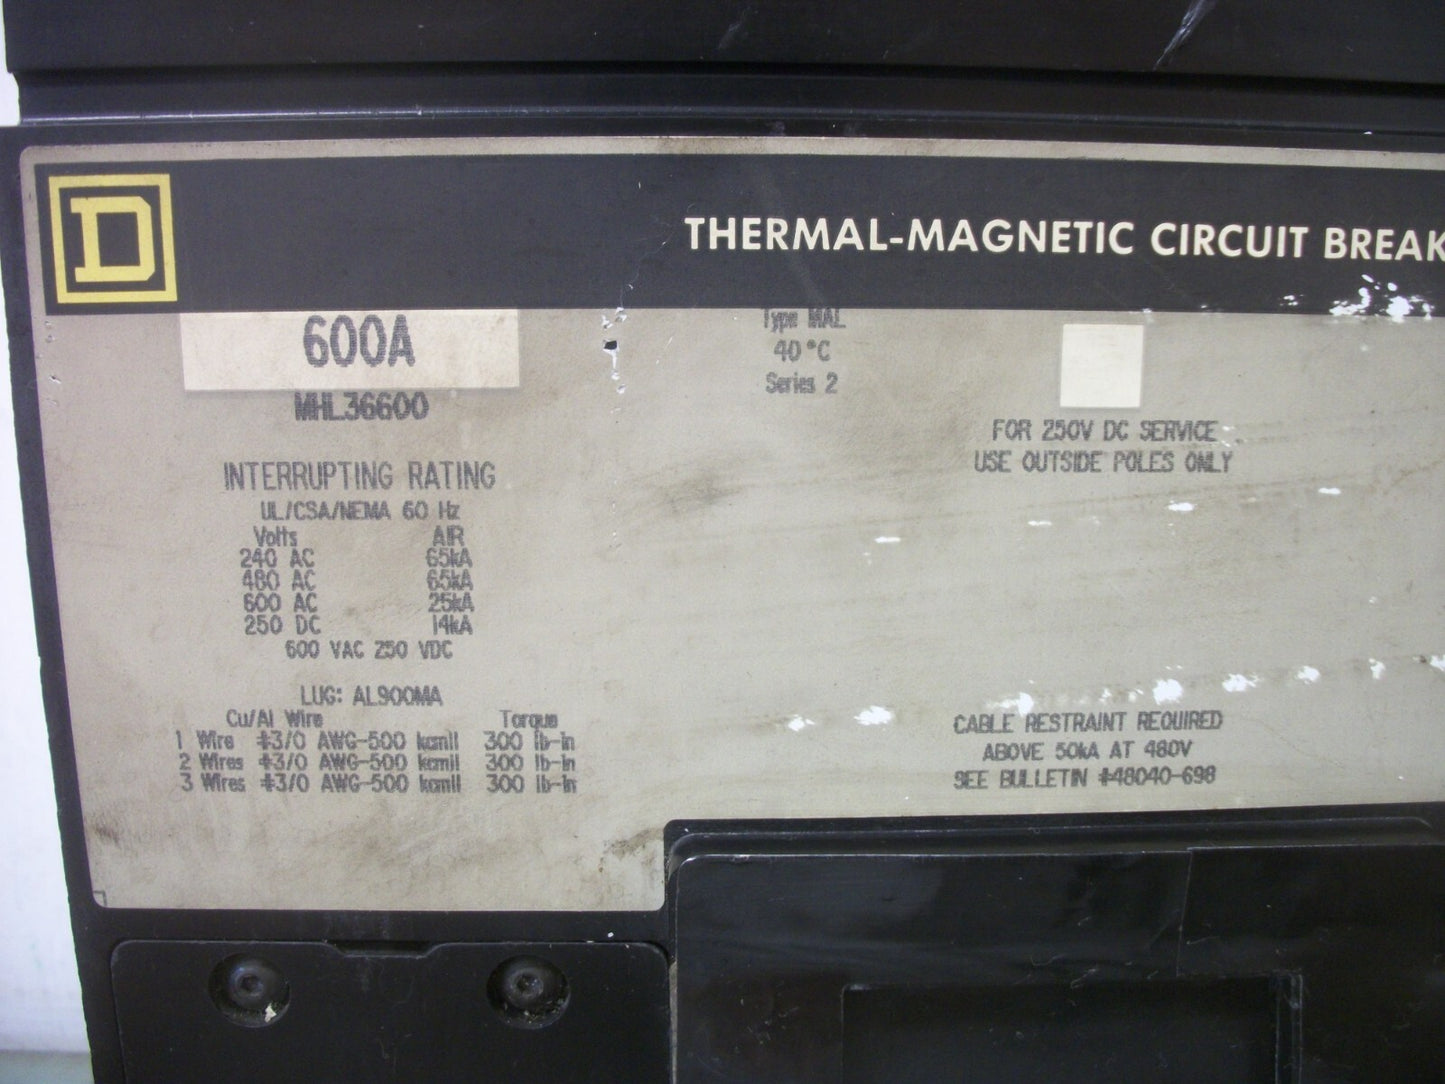 D
THERMAL-MAGNETIC CIRCUIT BREAK
600A
MHL36600
INTERRUPTING RATING
UL/CSA/NEMA 60 Hz
Volts AIR
240 AC 65kA
480 AC 65kA
600 AC 25kA
250 DC 14kA
600 VAC 250 VDC
LUG: AL900MA
Cu/Al Wire Torque
1 Wire #3/0 AWG-500 kcmil 300 lb-in
2 Wires #3/0 AWG-500 kcmil 300 lb-in
3 Wires #3/0 AWG-500 kcmil 300 lb-in
Type MAL
40°C
Series 2
FOR 250V DC SERVICE
USE OUTSIDE POLES ONLY
CABLE RESTRAINT REQUIRED
ABOVE 50kA AT 480V
SEE BULLETIN #48040-698